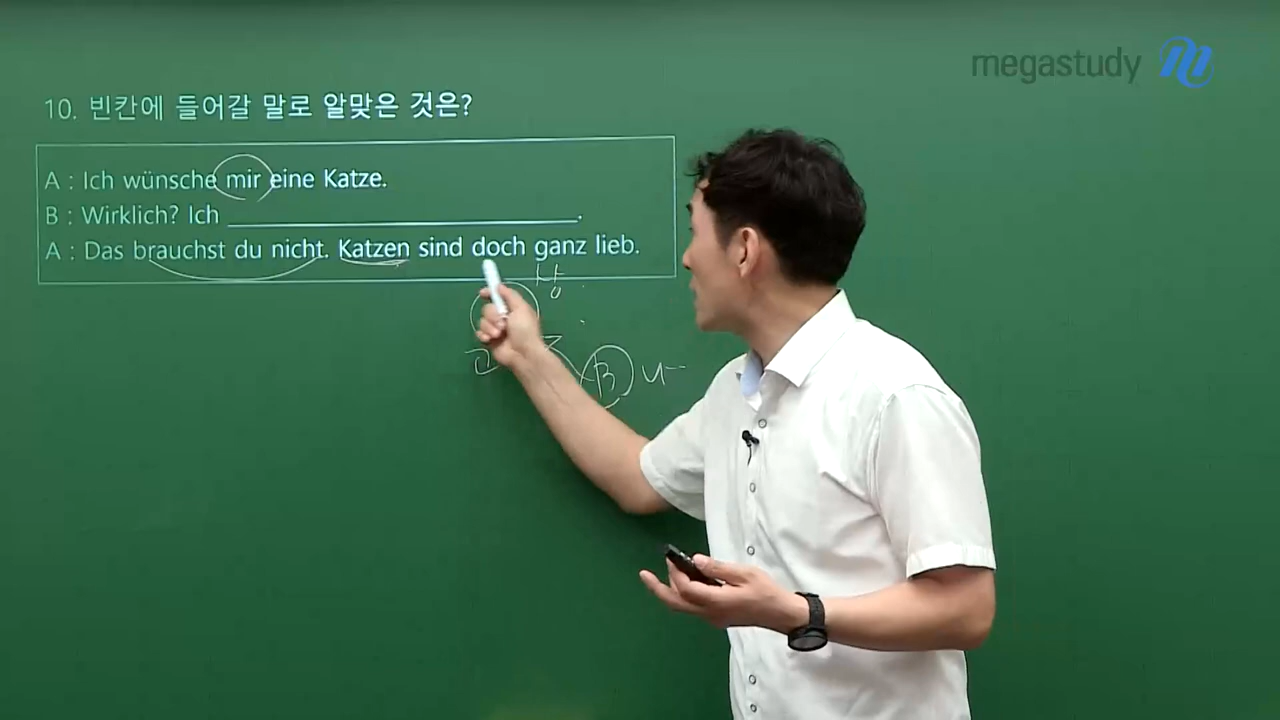 megastudy
10. 빈칸에 들어갈 말로 알맞은 것은?
A : Ich wünsche mir eine Katze.
B : Wirklich? Ich ______________________________.
A : Das brauchst du nicht. Katzen sind doch ganz lieb.
B